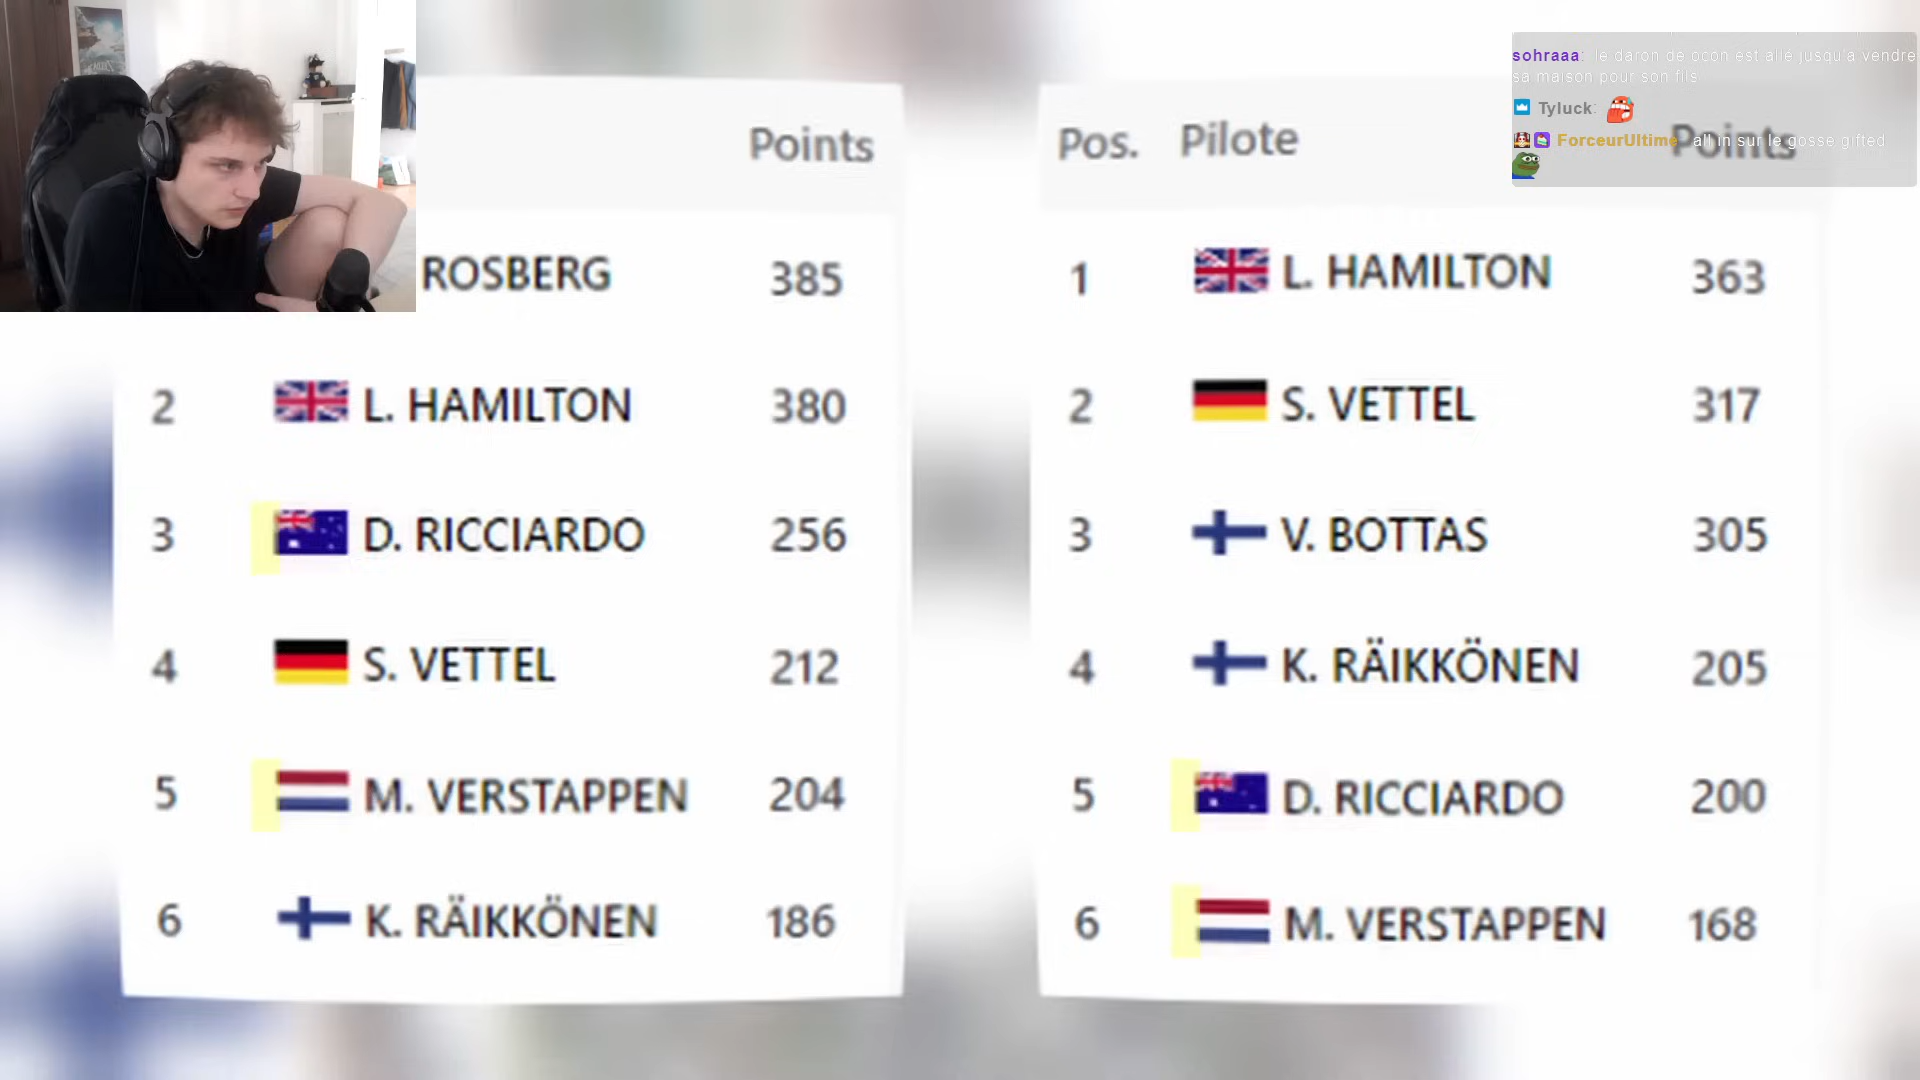 Points
ROSBERG 385
2 L. HAMILTON 380
3 D. RICCIARDO 256
4 S. VETTEL 212
5 M. VERSTAPPEN 204
6 K. RÄIKKÖNEN 186
Pos. Pilote Points
1 L. HAMILTON 363
2 S. VETTEL 317
3 V. BOTTAS 305
4 K. RÄIKKÖNEN 205
5 D. RICCIARDO 200
6 M. VERSTAPPEN 168
sohraaa: le daron de ocon est allé jusqu'a vendre
sa maison pour son fils
Tyluck:
ForceurUltime: all in sur le gosse gifted